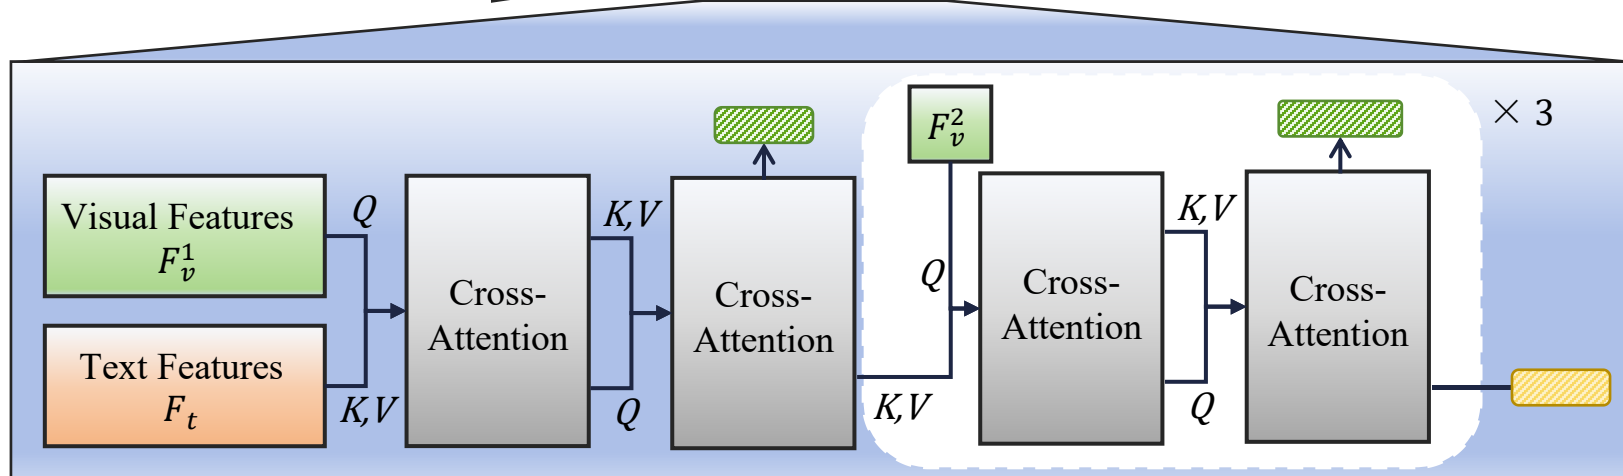 Visual Features
F_v^1
Text Features
F_t
Q
K,V
Cross-
Attention
K,V
Q
Cross-
Attention
K,V
F_v^2
Q
Cross-
Attention
K,V
Q
Cross-
Attention
× 3